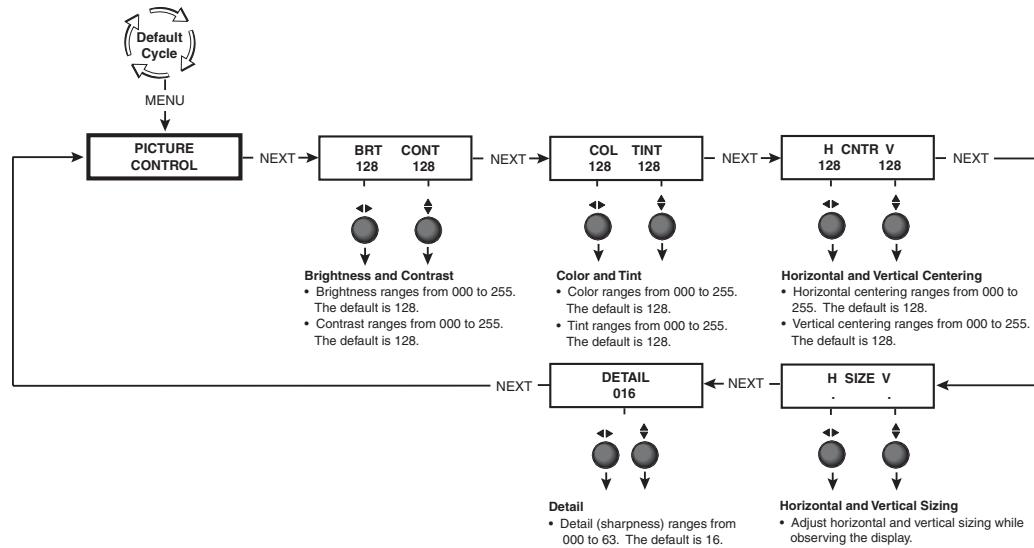 Default
Cycle
MENU
PICTURE
CONTROL
NEXT
BRT CONT
128 128
NEXT
COL TINT
128 128
NEXT
H CNTR V
128 128
NEXT
Brightness and Contrast
• Brightness ranges from 000 to 255.
The default is 128.
• Contrast ranges from 000 to 255.
The default is 128.
Color and Tint
• Color ranges from 000 to 255.
The default is 128.
• Tint ranges from 000 to 255.
The default is 128.
Horizontal and Vertical Centering
• Horizontal centering ranges from 000 to
255. The default is 128.
• Vertical centering ranges from 000 to 255.
The default is 128.
H SIZE V
. .
NEXT
DETAIL
016
NEXT
Horizontal and Vertical Sizing
• Adjust horizontal and vertical sizing while
observing the display.
Detail
• Detail (sharpness) ranges from
000 to 63. The default is 16.